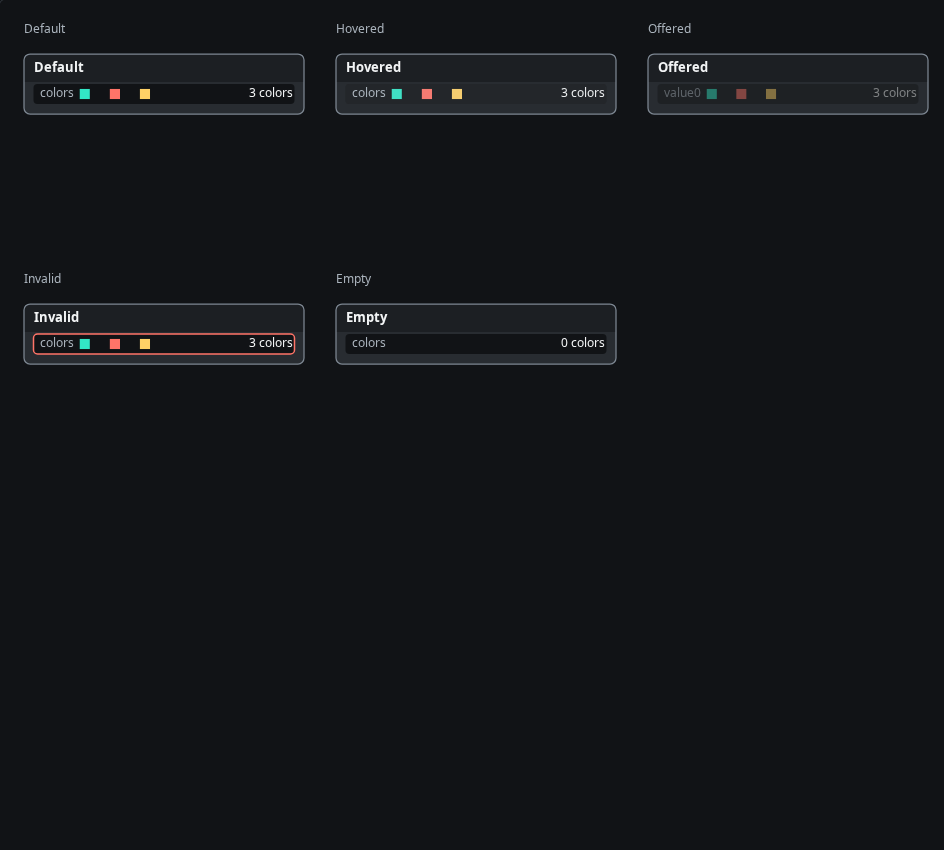 Default
Hovered
Offered
Default
Hovered
Offered
colors 3 colors
colors 3 colors
value0 3 colors
Invalid
Empty
Invalid
Empty
colors 3 colors
colors 0 colors